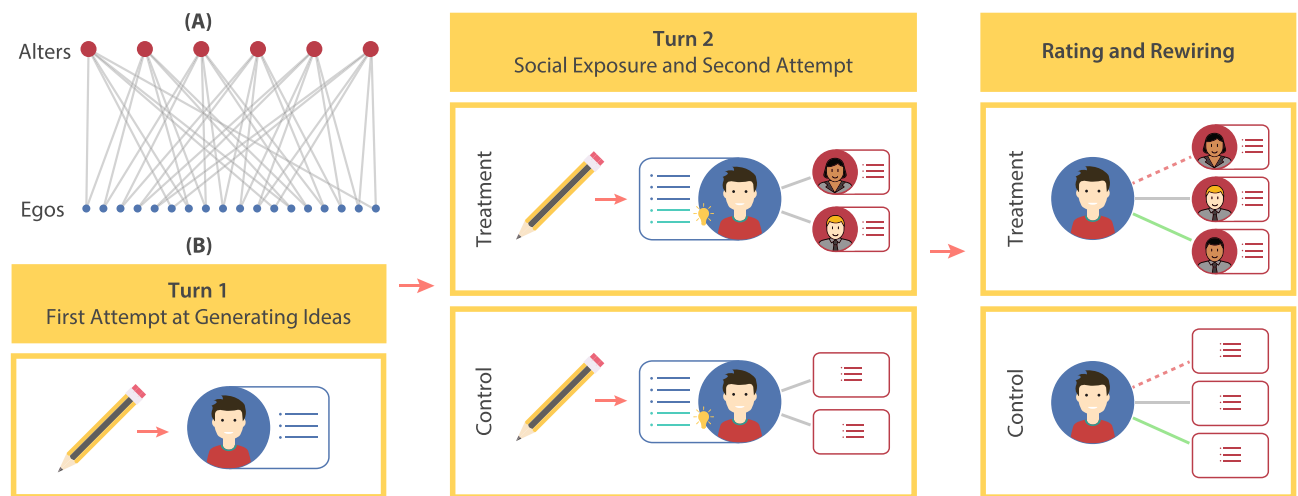 (A)
Alters
Egos
(B)
Turn 1
First Attempt at Generating Ideas
Turn 2
Social Exposure and Second Attempt
Treatment
Control
Rating and Rewiring
Treatment
Control